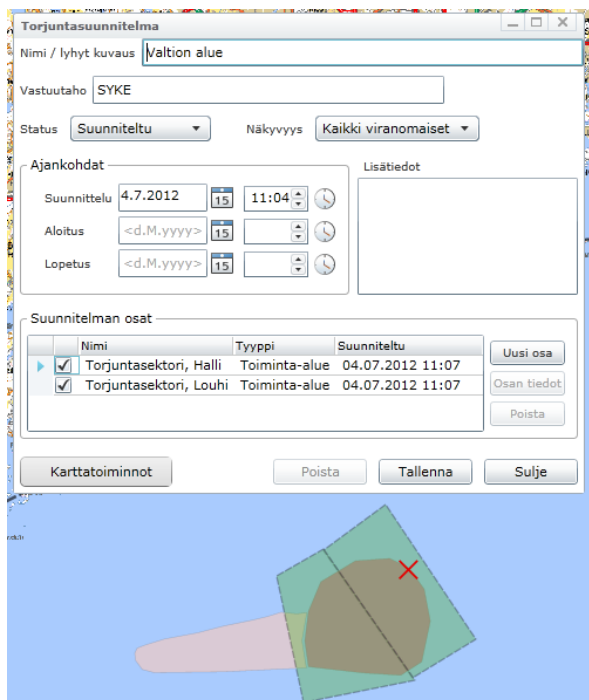 Torjuntasuunnitelma
Nimi / lyhyt kuvaus Valtion alue
Vastuutaho SYKE
Status Suunniteltu Näkyvyys Kaikki viranomaiset
Ajankohdat Lisätiedot
Suunnittelu 4.7.2012 15 11:04
Aloitus <d.M.yyyy> 15
Lopetus <d.M.yyyy> 15
Suunnitelman osat
Nimi Tyyppi Suunniteltu
Torjuntasektori, Halli Toiminta-alue 04.07.2012 11:07
Torjuntasektori, Louhi Toiminta-alue 04.07.2012 11:07
Uusi osa
Osan tiedot
Poista
Karttatoiminnot Poista Tallenna Sulje